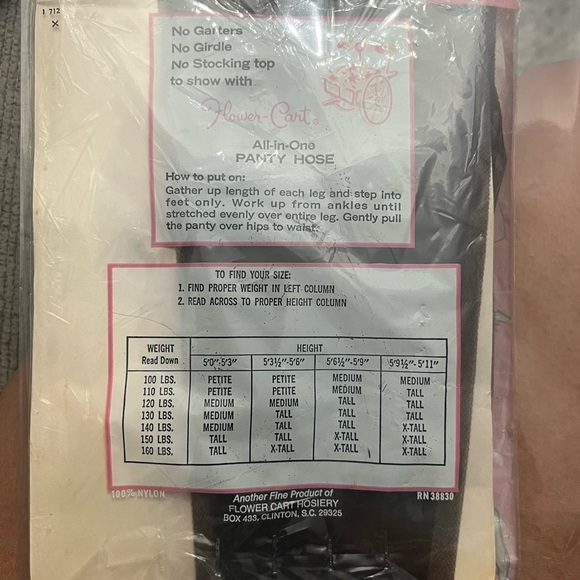 1 712
x
No Garters
No Girdle
No Stocking top
to show with
Flower-Cart®
All-in-One
PANTY HOSE
How to put on:
Gather up length of each leg and step into
feet only. Work up from ankles until
stretched evenly over entire leg. Gently pull
the panty over hips to waist.
TO FIND YOUR SIZE:
1. FIND PROPER WEIGHT IN LEFT COLUMN
2. READ ACROSS TO PROPER HEIGHT COLUMN
WEIGHT HEIGHT
Read Down 5'0"-5'3" 5'3½"-5'6" 5'6½"-5'9" 5'9½"-5'11"
100 LBS. PETITE PETITE MEDIUM MEDIUM
110 LBS. PETITE PETITE MEDIUM TALL
120 LBS. MEDIUM MEDIUM TALL TALL
130 LBS. MEDIUM TALL TALL TALL
140 LBS. MEDIUM TALL TALL X-TALL
150 LBS. TALL TALL X-TALL X-TALL
160 LBS. TALL X-TALL X-TALL X-TALL
100% NYLON
Another Fine Product of
RN 38830
FLOWER CART HOSIERY
BOX 433, CLINTON, S.C. 29325